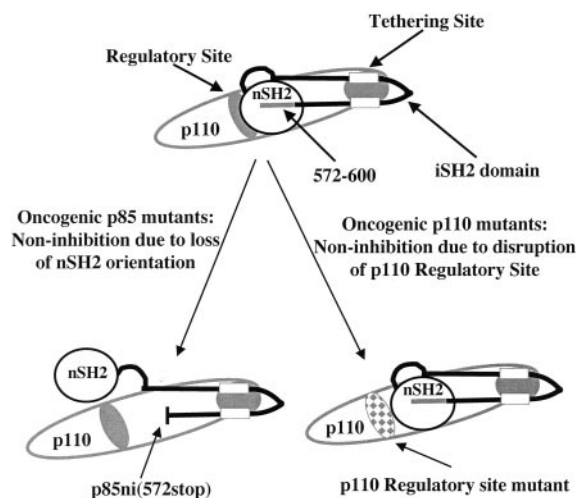 Tethering Site
Regulatory Site
nSH2
p110
572-600
iSH2 domain
Oncogenic p85 mutants:
Non-inhibition due to loss
of nSH2 orientation
Oncogenic p110 mutants:
Non-inhibition due to disruption
of p110 Regulatory Site
nSH2
p110
p85ni(572stop)
nSH2
p110
p110 Regulatory site mutant